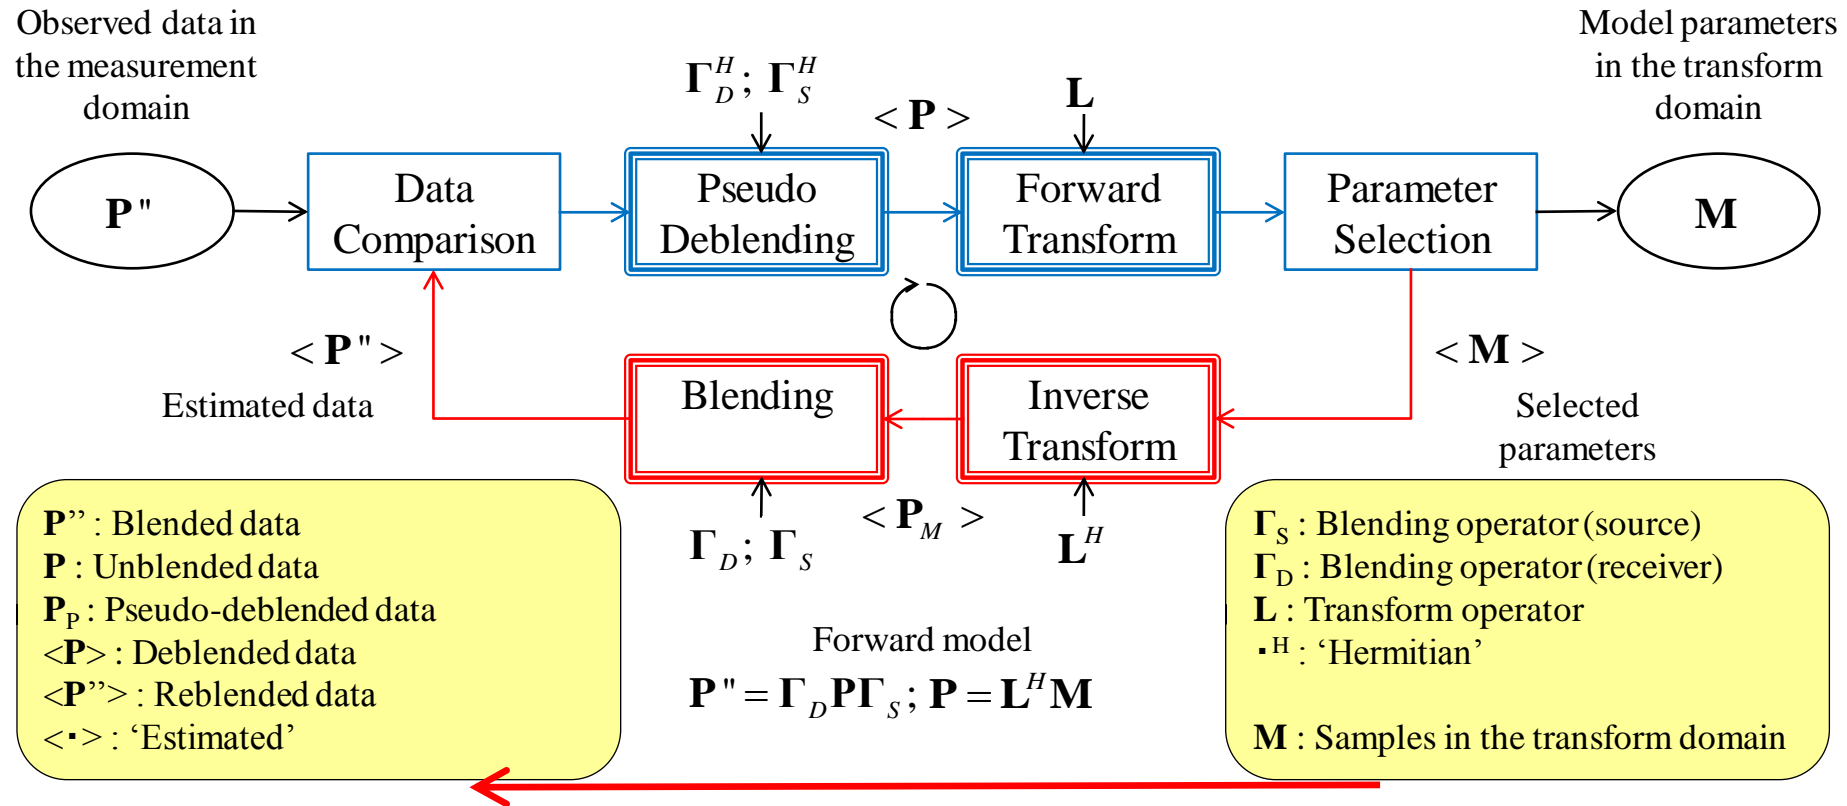 Observed data in
the measurement
domain
Model parameters
in the transform
domain
Γ_D^H ; Γ_S^H
< P >
L
P "
Data
Comparison
Pseudo
Deblending
Forward
Transform
Parameter
Selection
M
< P " >
Estimated data
Blending
Inverse
Transform
< M >
Selected
parameters
Γ_D ; Γ_S
< P_M >
L^H
P’’ : Blended data
P : Unblended data
P_P : Pseudo-deblended data
<P> : Deblended data
<P’’> : Reblended data
<▪> : ‘Estimated’
Forward model
P " = Γ_D P Γ_S ; P = L^H M
Γ_S : Blending operator (source)
Γ_D : Blending operator (receiver)
L : Transform operator
▪^H : ‘Hermitian’
M : Samples in the transform domain